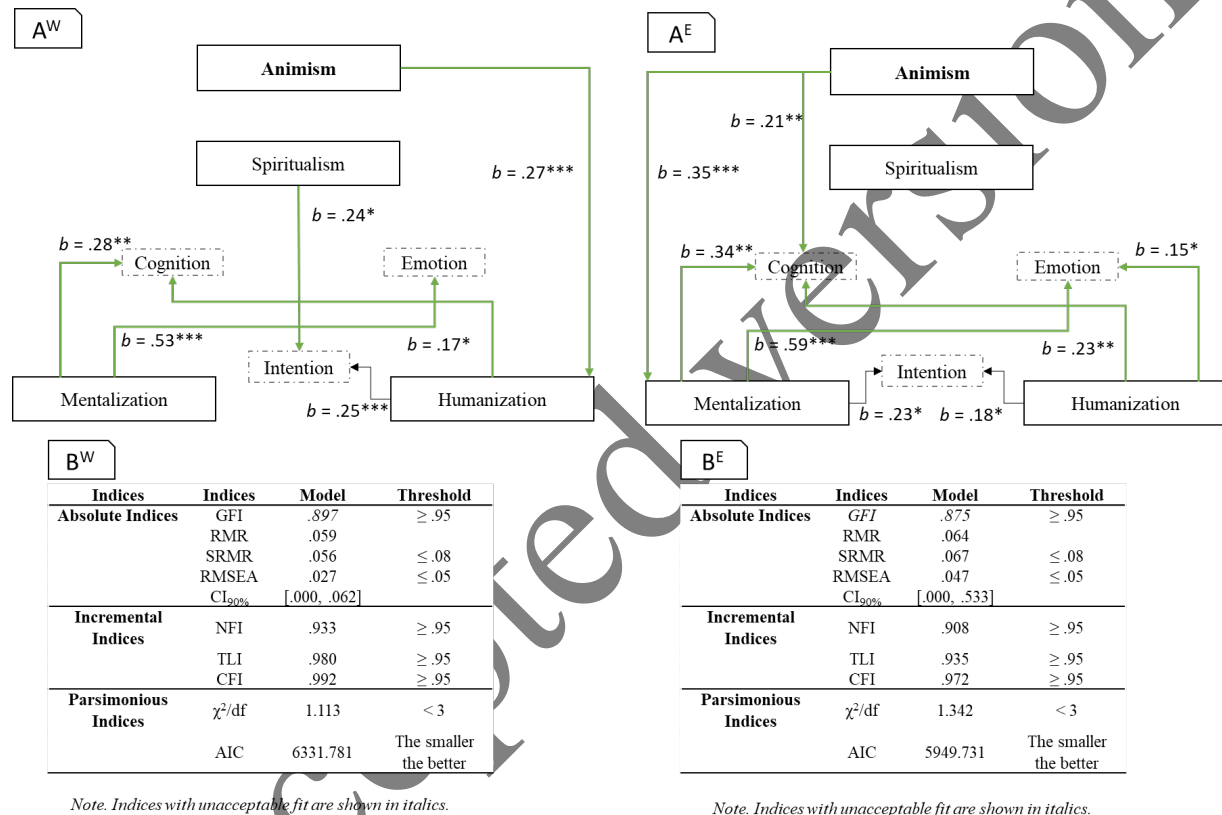 A^W
Animism
Spiritualism
b = .27***
b = .24*
b = .28**
Cognition
Emotion
b = .53***
b = .17*
Intention
Mentalization
Humanization
b = .25***
A^E
Animism
b = .21**
Spiritualism
b = .35***
b = .34**
b = .15*
Cognition
Emotion
b = .59***
b = .23**
Intention
Mentalization
Humanization
b = .23*
b = .18*
B^W
Indices Indices Model Threshold
Absolute Indices GFI .897 ≥ .95
RMR .059
SRMR .056 ≤ .08
RMSEA .027 ≤ .05
CI90% [.000, .062]
Incremental
Indices NFI .933 ≥ .95
TLI .980 ≥ .95
CFI .992 ≥ .95
Parsimonious
Indices χ²/df 1.113 < 3
AIC 6331.781 The smaller
the better
Note. Indices with unacceptable fit are shown in italics.
B^E
Indices Indices Model Threshold
Absolute Indices GFI .875 ≥ .95
RMR .064
SRMR .067 ≤ .08
RMSEA .047 ≤ .05
CI90% [.000, .533]
Incremental
Indices NFI .908 ≥ .95
TLI .935 ≥ .95
CFI .972 ≥ .95
Parsimonious
Indices χ²/df 1.342 < 3
AIC 5949.731 The smaller
the better
Note. Indices with unacceptable fit are shown in italics.
version